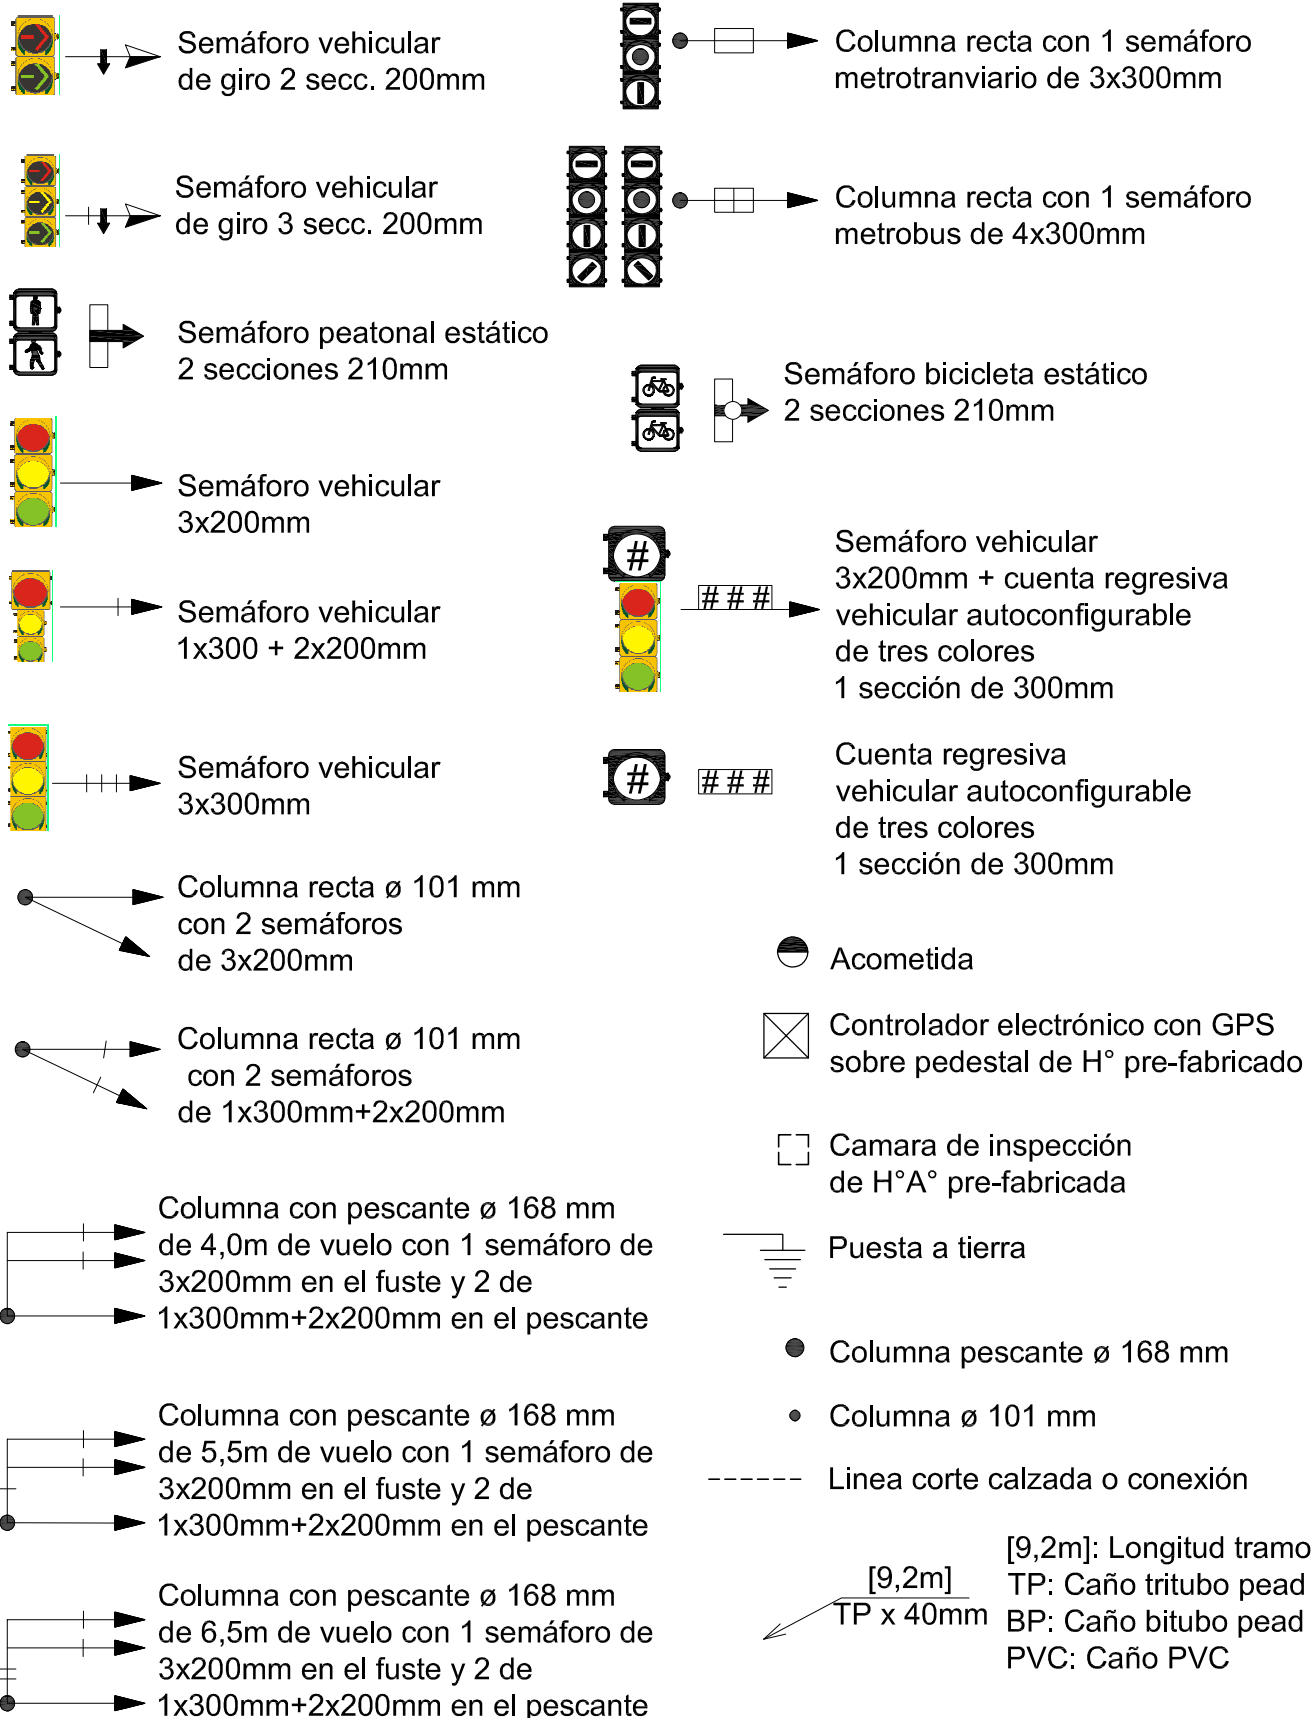 Semáforo vehicular
de giro 2 secc. 200mm
Semáforo vehicular
de giro 3 secc. 200mm
Semáforo peatonal estático
2 secciones 210mm
Semáforo vehicular
3x200mm
Semáforo vehicular
1x300 + 2x200mm
Semáforo vehicular
3x300mm
Columna recta ø 101 mm
con 2 semáforos
de 3x200mm
Columna recta ø 101 mm
con 2 semáforos
de 1x300mm+2x200mm
Columna con pescante ø 168 mm
de 4,0m de vuelo con 1 semáforo de
3x200mm en el fuste y 2 de
1x300mm+2x200mm en el pescante
Columna con pescante ø 168 mm
de 5,5m de vuelo con 1 semáforo de
3x200mm en el fuste y 2 de
1x300mm+2x200mm en el pescante
Columna con pescante ø 168 mm
de 6,5m de vuelo con 1 semáforo de
3x200mm en el fuste y 2 de
1x300mm+2x200mm en el pescante
Columna recta con 1 semáforo
metrotranviario de 3x300mm
Columna recta con 1 semáforo
metrobus de 4x300mm
Semáforo bicicleta estático
2 secciones 210mm
#
# # #
Semáforo vehicular
3x200mm + cuenta regresiva
vehicular autoconfigurable
de tres colores
1 sección de 300mm
#
# # #
Cuenta regresiva
vehicular autoconfigurable
de tres colores
1 sección de 300mm
Acometida
Controlador electrónico con GPS
sobre pedestal de H° pre-fabricado
Camara de inspección
de H°A° pre-fabricada
Puesta a tierra
Columna pescante ø 168 mm
Columna ø 101 mm
Linea corte calzada o conexión
[9,2m]
TP x 40mm
[9,2m]: Longitud tramo
TP: Caño tritubo pead
BP: Caño bitubo pead
PVC: Caño PVC